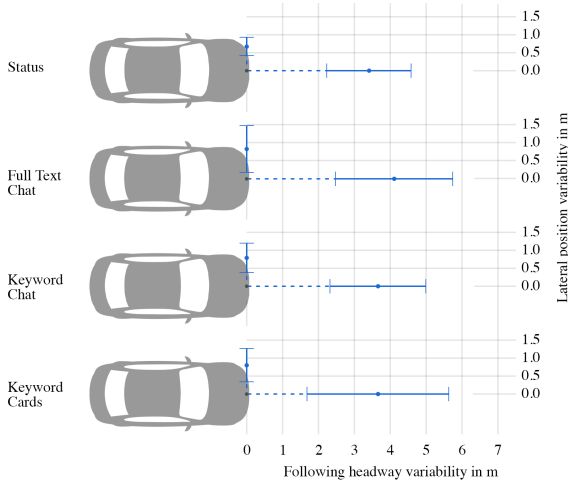 Status
1.5
1.0
0.5
0.0
Full Text
Chat
1.5
1.0
0.5
0.0
Keyword
Chat
1.5
1.0
0.5
0.0
Keyword
Cards
1.5
1.0
0.5
0.0
Lateral position variability in m
0 1 2 3 4 5 6 7
Following headway variability in m